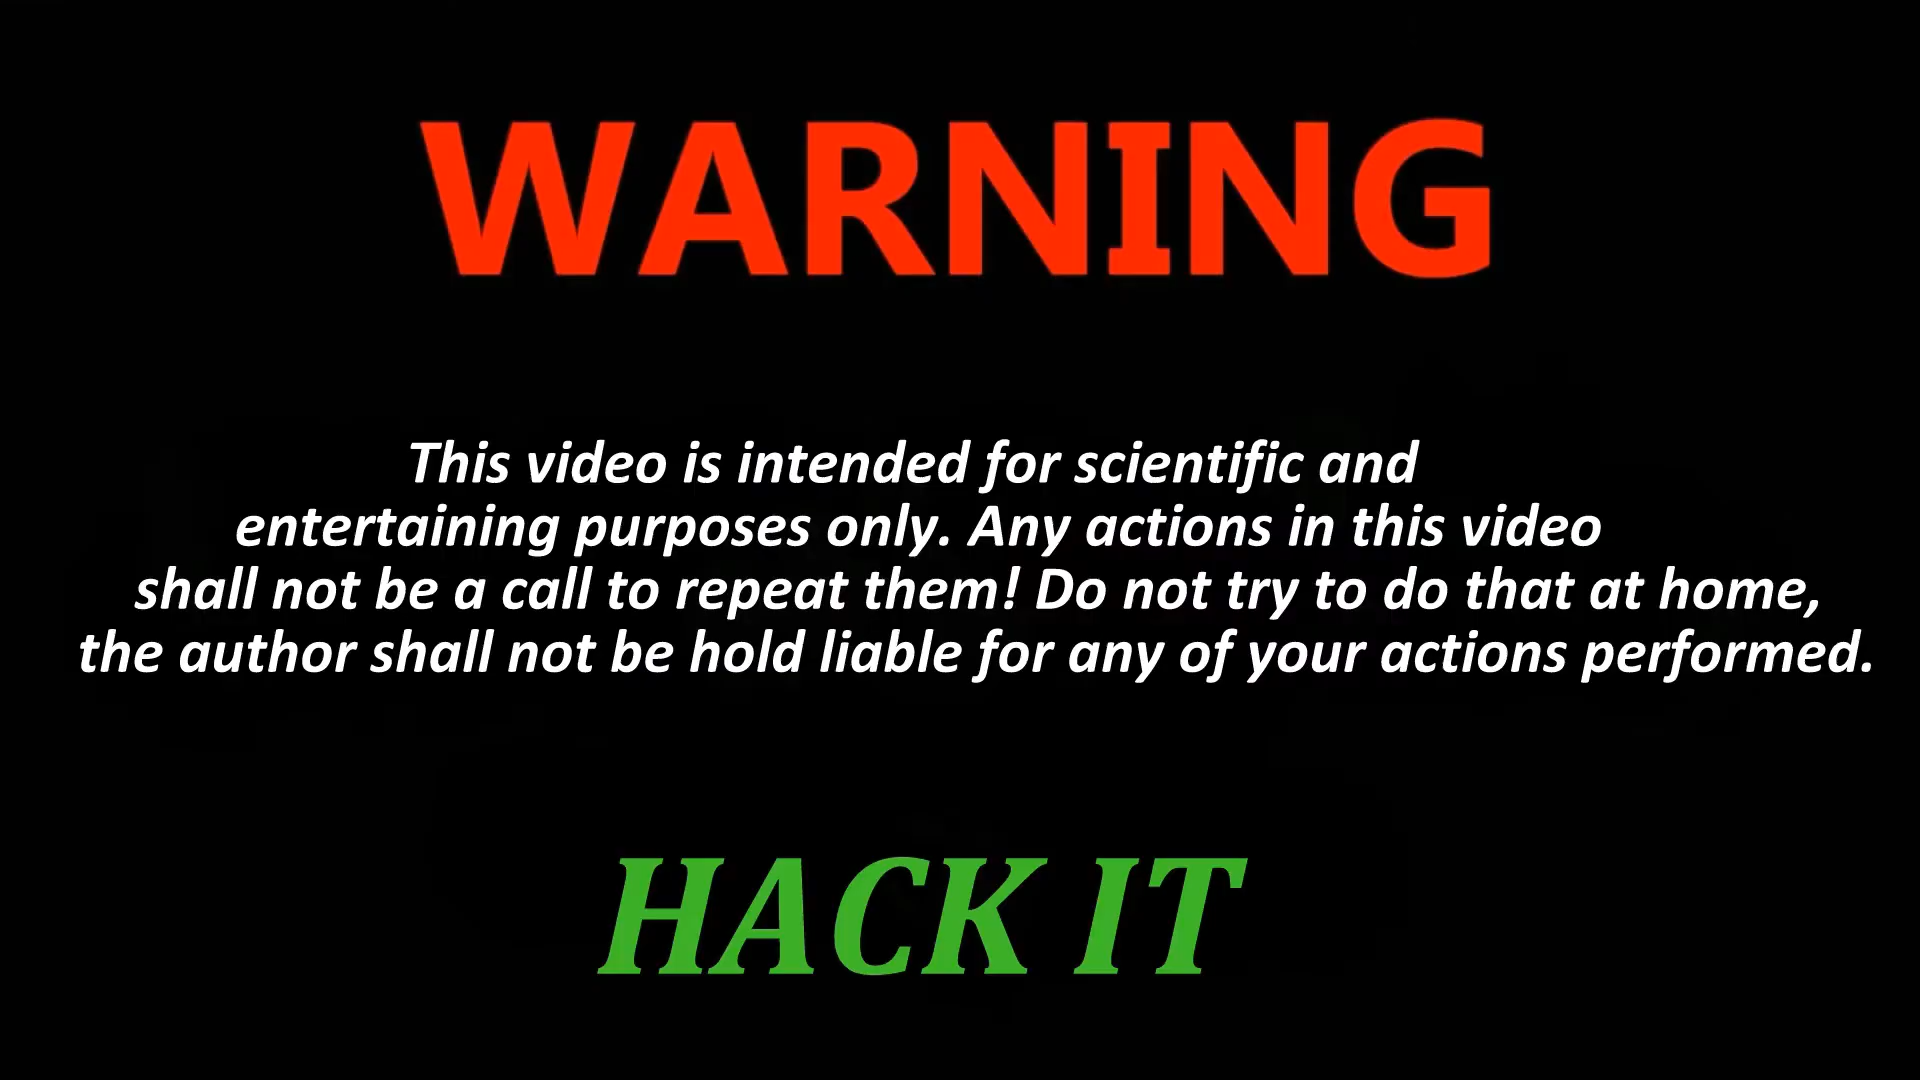 WARNING
This video is intended for scientific and
entertaining purposes only. Any actions in this video
shall not be a call to repeat them! Do not try to do that at home,
the author shall not be hold liable for any of your actions performed.
HACK IT